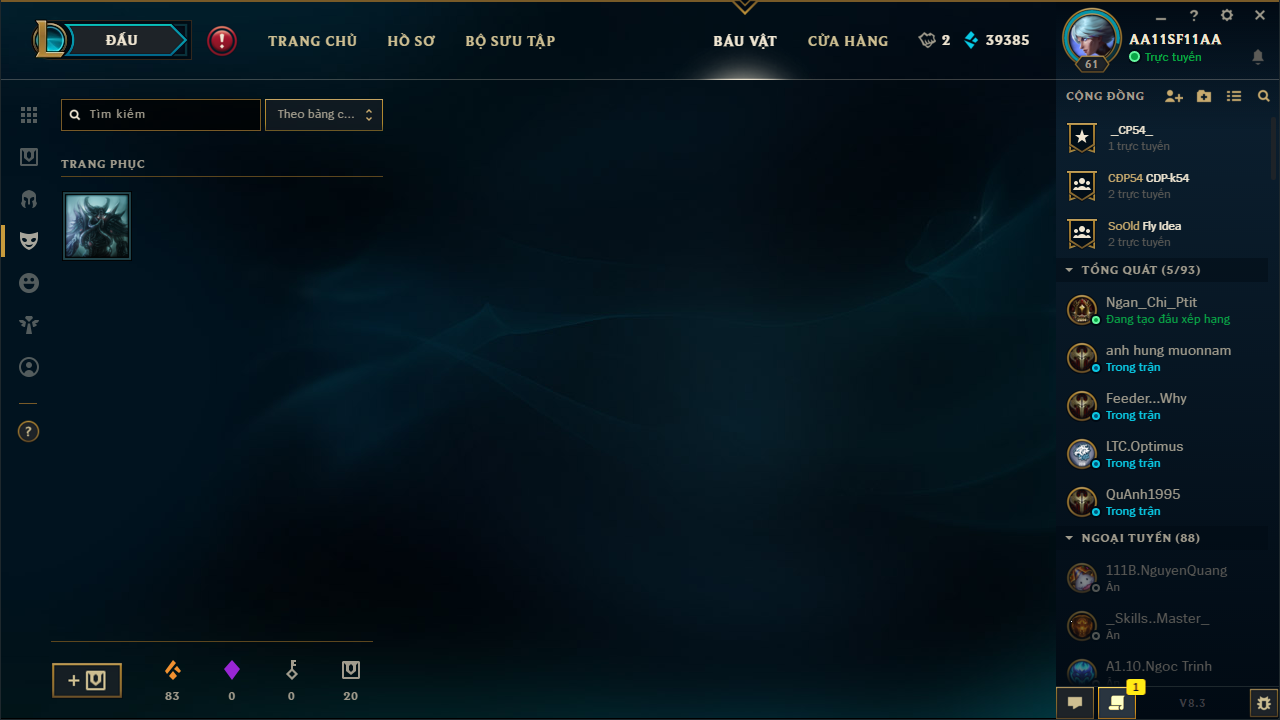 ĐẤU
TRANG CHỦ
HỒ SƠ
BỘ SƯU TẬP
BÁU VẬT
CỬA HÀNG
2
39385
61
AA11SF11AA
Trực tuyến
Tìm kiếm
Theo bảng c...
TRANG PHỤC
83
0
0
20
CỘNG ĐỒNG
_CP54_
1 trực tuyến
CĐP54 CDP-k54
2 trực tuyến
SoOld Fly Idea
2 trực tuyến
TỔNG QUÁT (5/93)
Ngan_Chi_Ptit
Đang tạo đấu xếp hạng
anh hung muonnam
Trong trận
Feeder...Why
Trong trận
LTC.Optimus
Trong trận
QuAnh1995
Trong trận
NGOẠI TUYẾN (88)
111B.NguyenQuang
Ẩn
_Skills..Master_
Ẩn
A1.10.Ngoc Trinh
1
V8.3